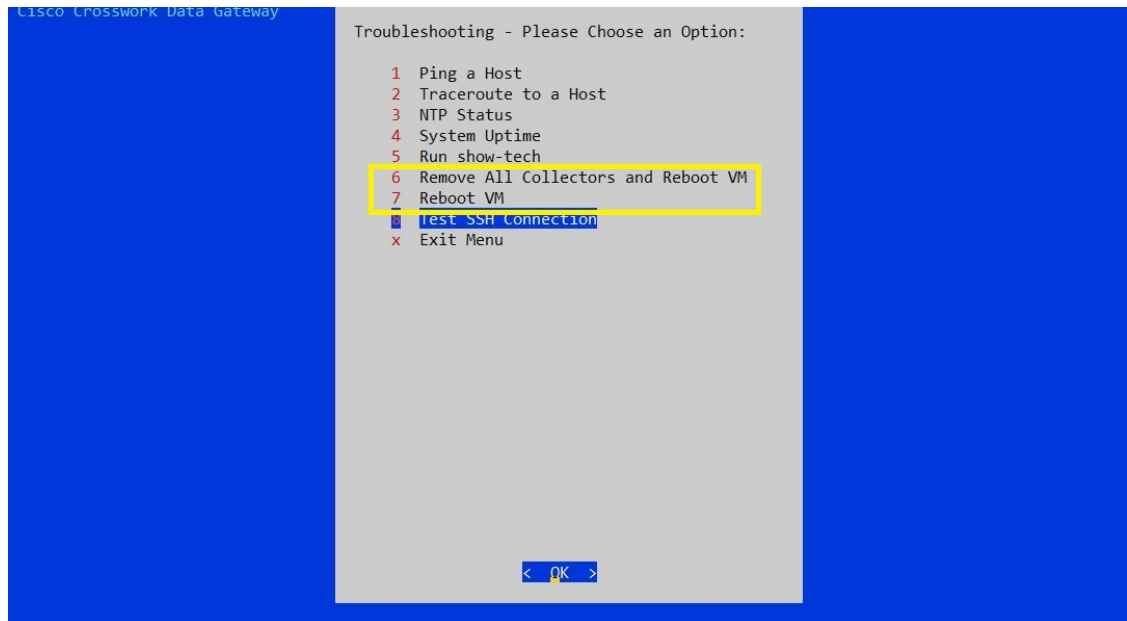 Cisco Crosswork Data Gateway
Troubleshooting - Please Choose an Option:
1 Ping a Host
2 Traceroute to a Host
3 NTP Status
4 System Uptime
5 Run show-tech
6 Remove All Collectors and Reboot VM
7 Reboot VM
8 Test SSH Connection
x Exit Menu
< OK >